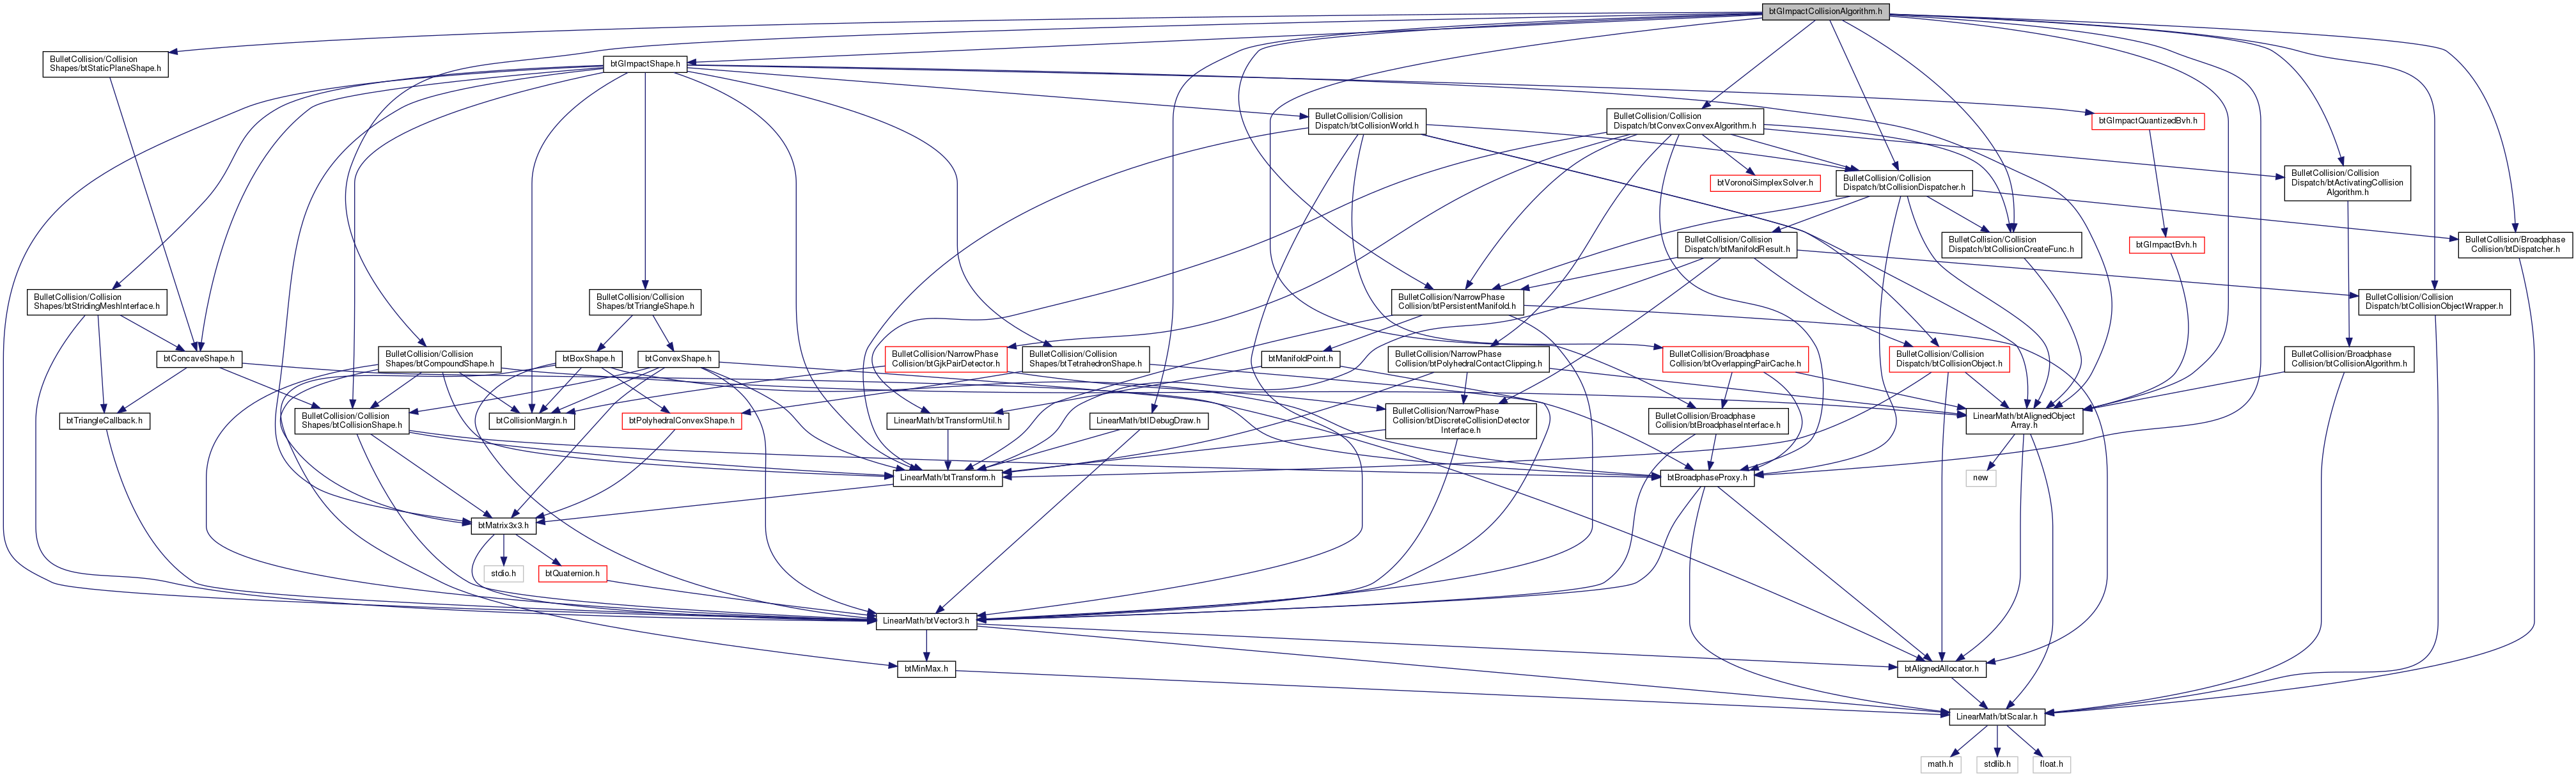 btGImpactCollisionAlgorithm.h
BulletCollision/Collision
Shapes/btStaticPlaneShape.h
btGImpactShape.h
BulletCollision/Collision
Dispatch/btCollisionWorld.h
BulletCollision/Collision
Dispatch/btConvexConvexAlgorithm.h
btGImpactQuantizedBvh.h
btVoronoiSimplexSolver.h
BulletCollision/Collision
Dispatch/btCollisionDispatcher.h
BulletCollision/Collision
Dispatch/btActivatingCollision
Algorithm.h
BulletCollision/Collision
Dispatch/btManifoldResult.h
BulletCollision/Collision
Dispatch/btCollisionCreateFunc.h
btGImpactBvh.h
BulletCollision/Broadphase
Collision/btDispatcher.h
BulletCollision/Collision
Shapes/btStridingMeshInterface.h
BulletCollision/Collision
Shapes/btTriangleShape.h
BulletCollision/NarrowPhase
Collision/btPersistentManifold.h
BulletCollision/Collision
Dispatch/btCollisionObjectWrapper.h
btConcaveShape.h
BulletCollision/Collision
Shapes/btCompoundShape.h
btBoxShape.h
btConvexShape.h
BulletCollision/NarrowPhase
Collision/btGjkPairDetector.h
BulletCollision/Collision
Shapes/btTetrahedronShape.h
btManifoldPoint.h
BulletCollision/NarrowPhase
Collision/btPolyhedralContactClipping.h
BulletCollision/Broadphase
Collision/btOverlappingPairCache.h
BulletCollision/Collision
Dispatch/btCollisionObject.h
BulletCollision/Broadphase
Collision/btCollisionAlgorithm.h
btTriangleCallback.h
BulletCollision/Collision
Shapes/btCollisionShape.h
btCollisionMargin.h
btPolyhedralConvexShape.h
LinearMath/btTransformUtil.h
LinearMath/btIDebugDraw.h
BulletCollision/NarrowPhase
Collision/btDiscreteCollisionDetector
Interface.h
BulletCollision/Broadphase
Collision/btBroadphaseInterface.h
LinearMath/btAlignedObject
Array.h
LinearMath/btTransform.h
btBroadphaseProxy.h
new
btMatrix3x3.h
stdio.h
btQuaternion.h
LinearMath/btVector3.h
btMinMax.h
btAlignedAllocator.h
LinearMath/btScalar.h
math.h
stdlib.h
float.h